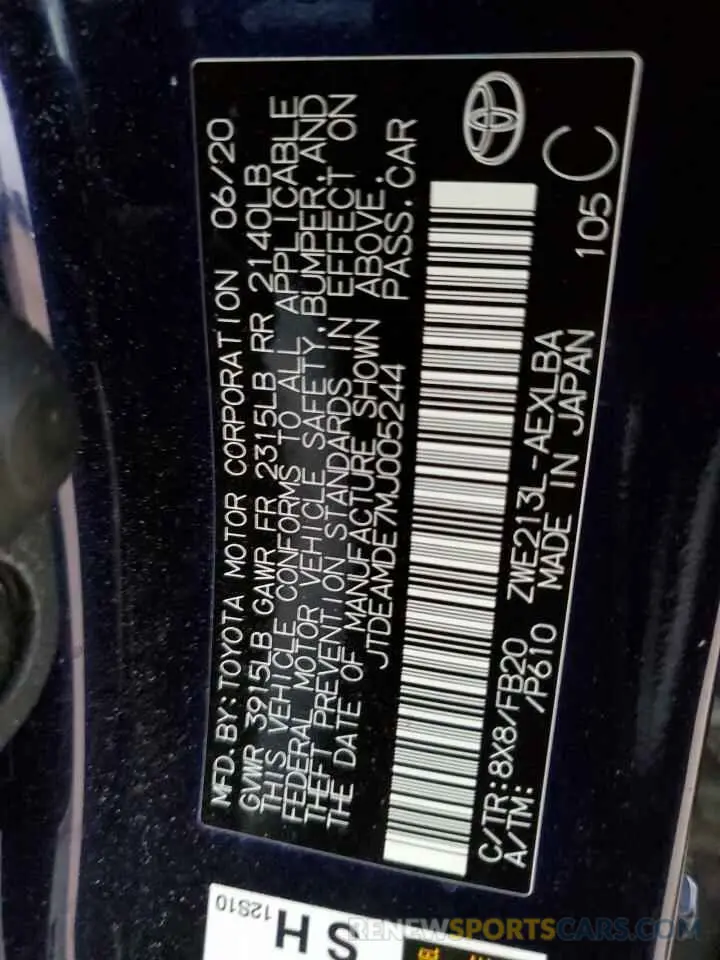 MFD. BY: TOYOTA MOTOR CORPORATION 06/20
GVWR 3915LB GAWR FR 2315LB RR 2140LB
THIS VEHICLE CONFORMS TO ALL APPLICABLE
FEDERAL MOTOR VEHICLE SAFETY, BUMPER, AND
THEFT PREVENTION STANDARDS IN EFFECT ON
THE DATE OF MANUFACTURE SHOWN ABOVE.
JTDEAMDE7MJ005244 PASS. CAR
C/TR: 8X8/FB20 ZWE213L-AEXLBA
A/TM: /P610 MADE IN JAPAN 105 C
12S10
S H
RENEWSPORTS-CARS.COM